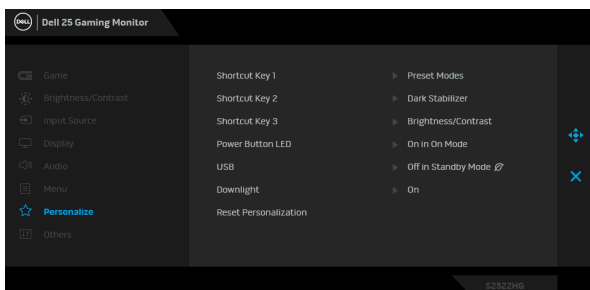 DELL Dell 25 Gaming Monitor
Game
Brightness/Contrast
Input Source
Display
Audio
Menu
Personalize
Others
Shortcut Key 1 Preset Modes
Shortcut Key 2 Dark Stabilizer
Shortcut Key 3 Brightness/Contrast
Power Button LED On in On Mode
USB Off in Standby Mode
Downlight On
Reset Personalization
S2522HG